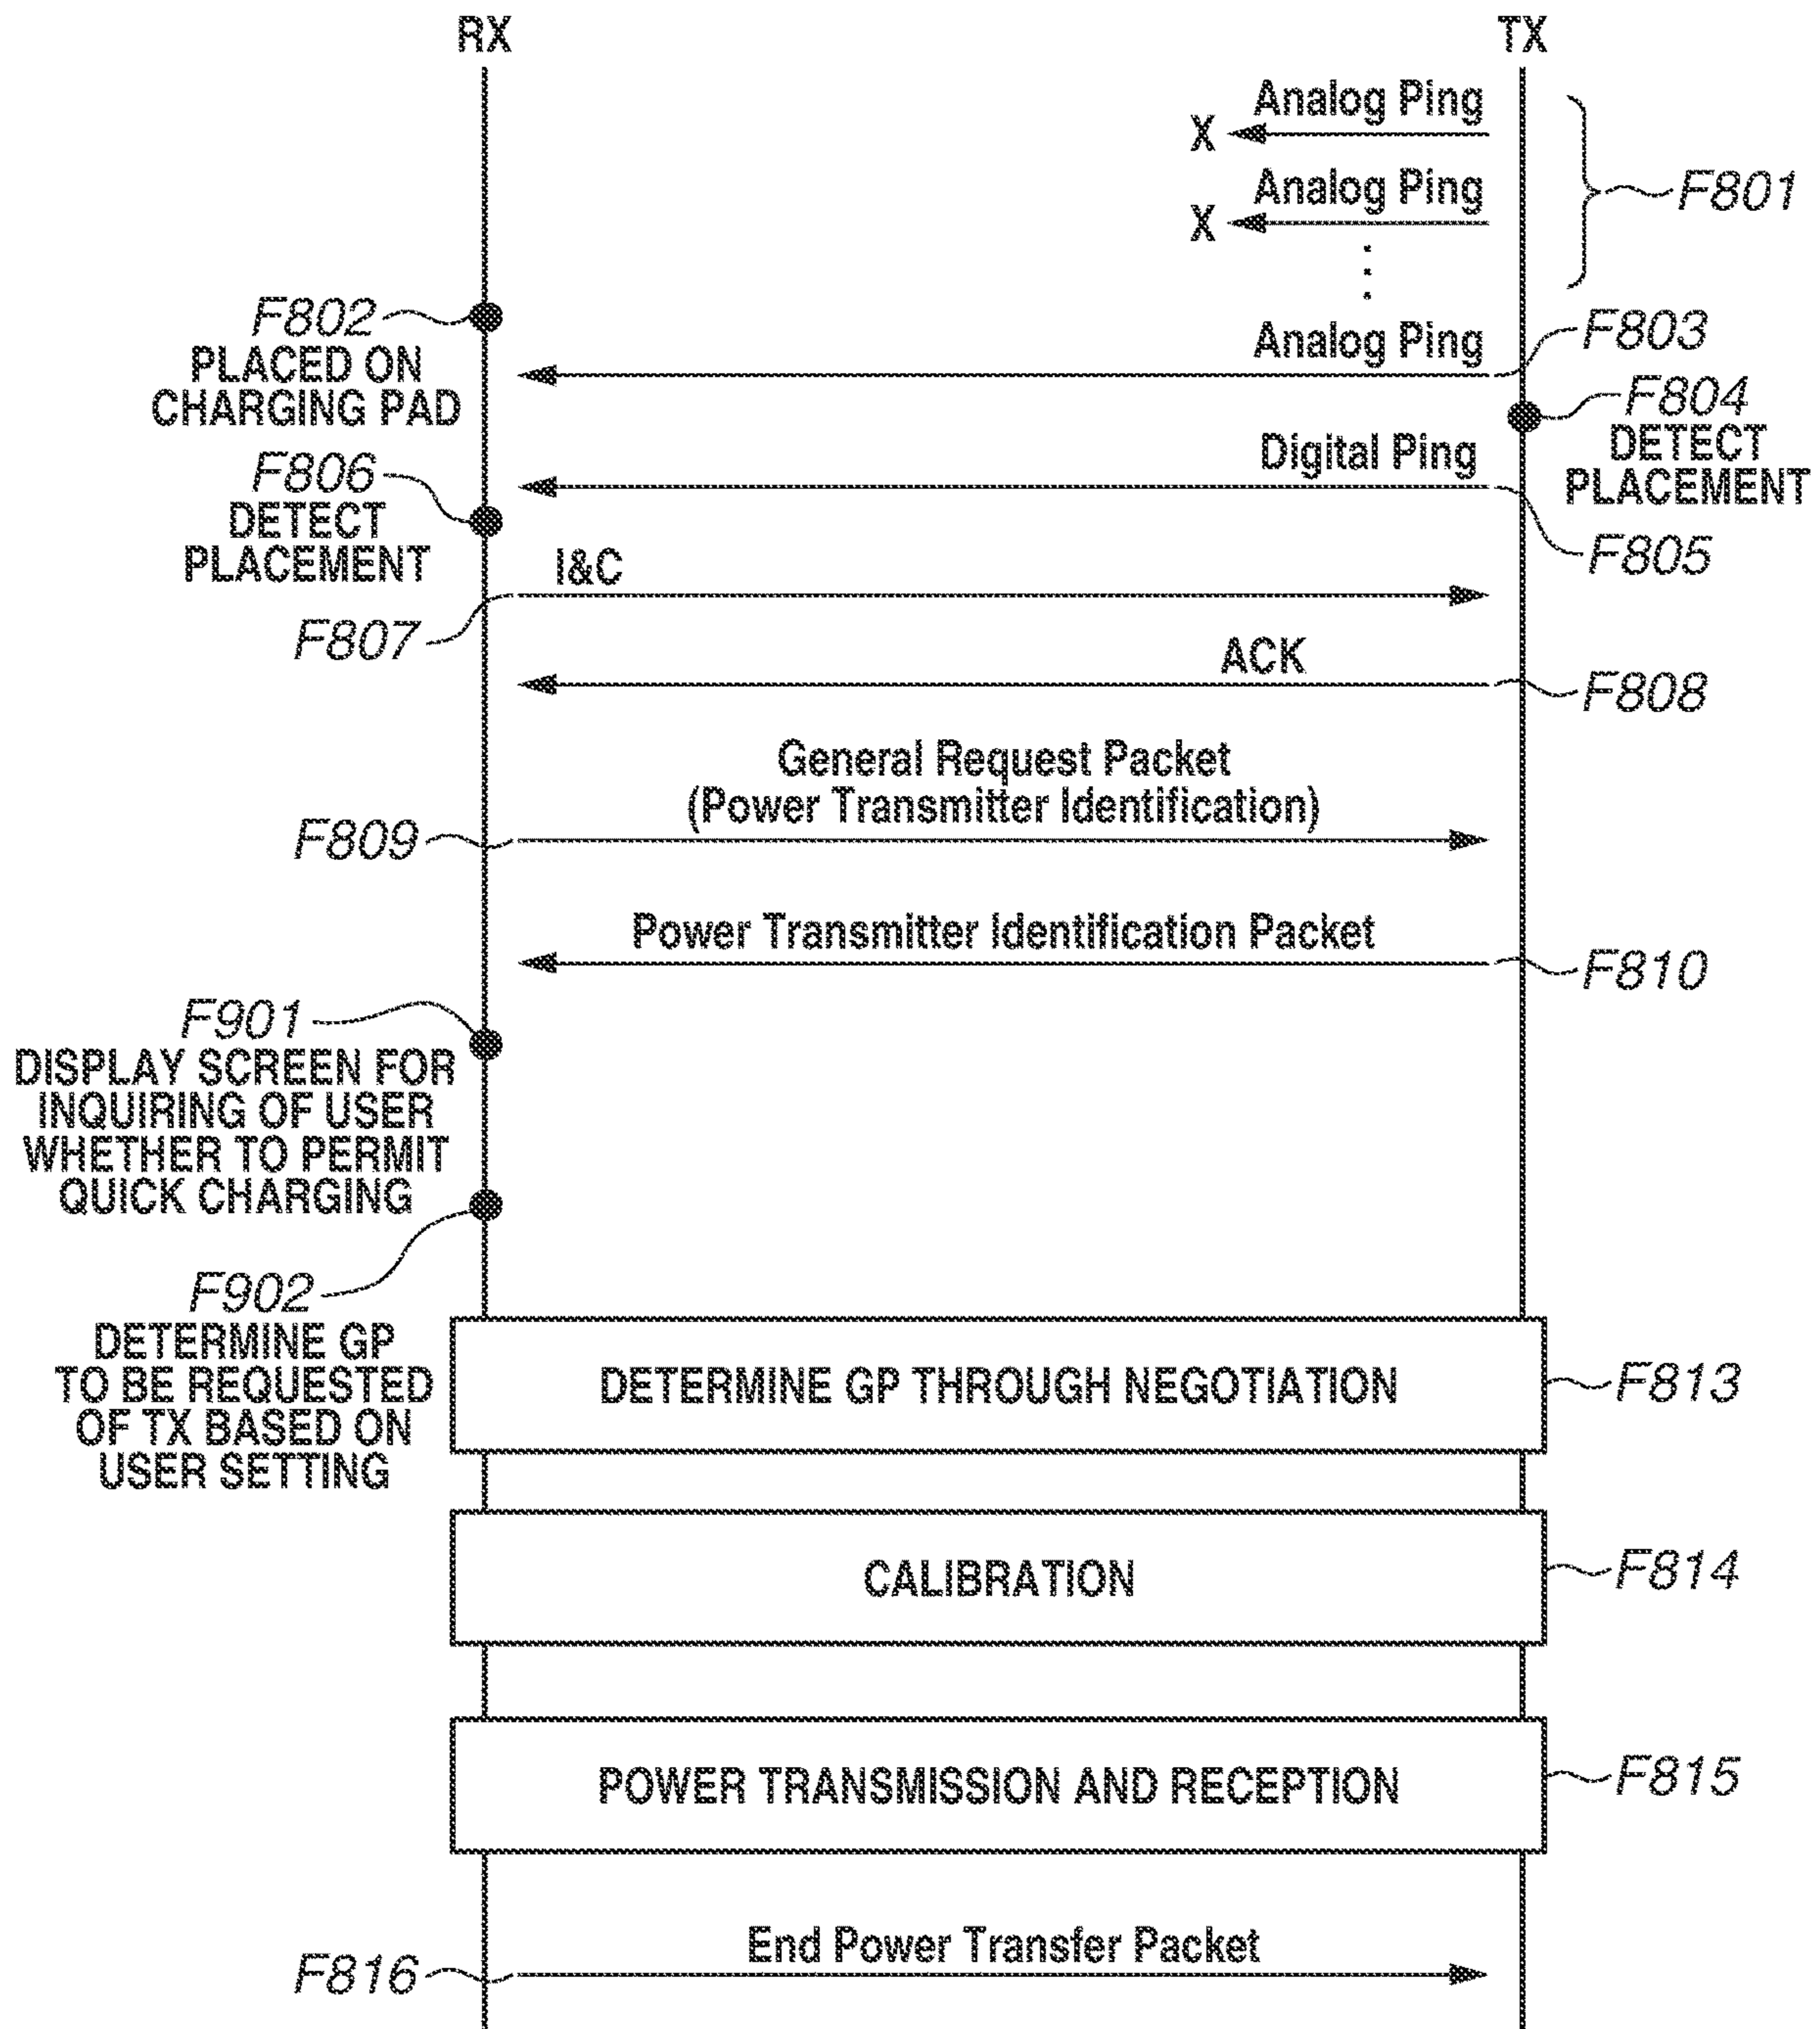 RX
TX
Analog Ping
X
Analog Ping
X
F801
F802
PLACED ON
CHARGING PAD
Analog Ping
F803
F804
DETECT
PLACEMENT
Digital Ping
F805
F806
DETECT
PLACEMENT
I&C
F807
ACK
F808
General Request Packet
(Power Transmitter Identification)
F809
Power Transmitter Identification Packet
F810
F901
DISPLAY SCREEN FOR
INQUIRING OF USER
WHETHER TO PERMIT
QUICK CHARGING
F902
DETERMINE GP
TO BE REQUESTED
OF TX BASED ON
USER SETTING
DETERMINE GP THROUGH NEGOTIATION
F813
CALIBRATION
F814
POWER TRANSMISSION AND RECEPTION
F815
End Power Transfer Packet
F816